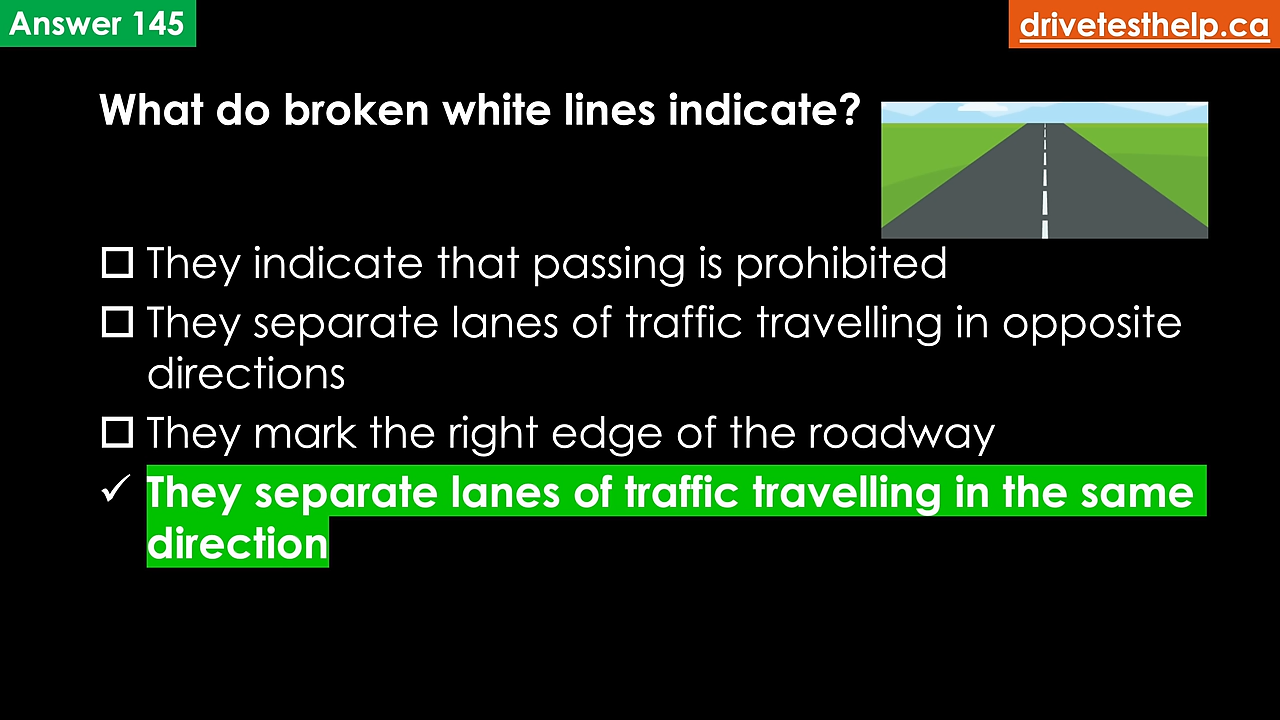 Answer 145
drivetesthelp.ca
What do broken white lines indicate?
They indicate that passing is prohibited
They separate lanes of traffic travelling in opposite
directions
They mark the right edge of the roadway
They separate lanes of traffic travelling in the same
direction